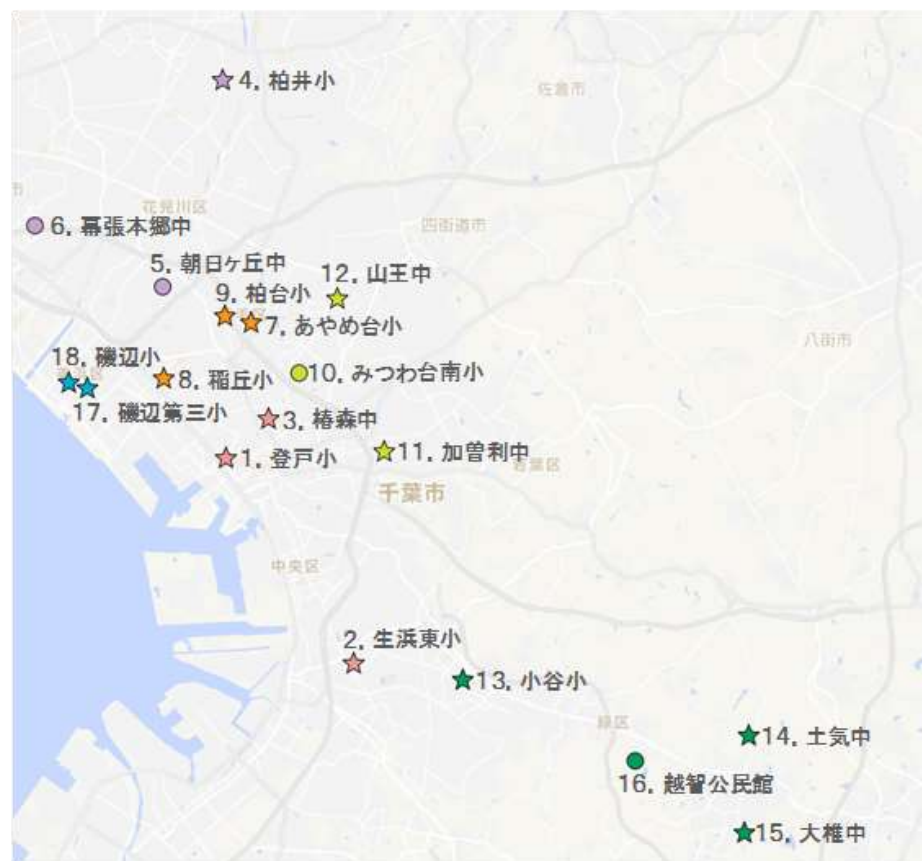 4. 柏井小
佐倉市
市
花見川区
四街道市
6. 幕張本郷中
5. 朝日ヶ丘中
12. 山王中
9. 柏台小
7. あやめ台小
八街市
18. 磯辺小
8. 稲丘小
10. みつわ台南小
17. 磯辺第三小
3. 椿森中
1. 登戸小
11. 加曽利中
若葉区
千葉市
中央区
2. 生浜東小
13. 小谷小
緑区
14. 土気中
16. 越智公民館
15. 大椎中